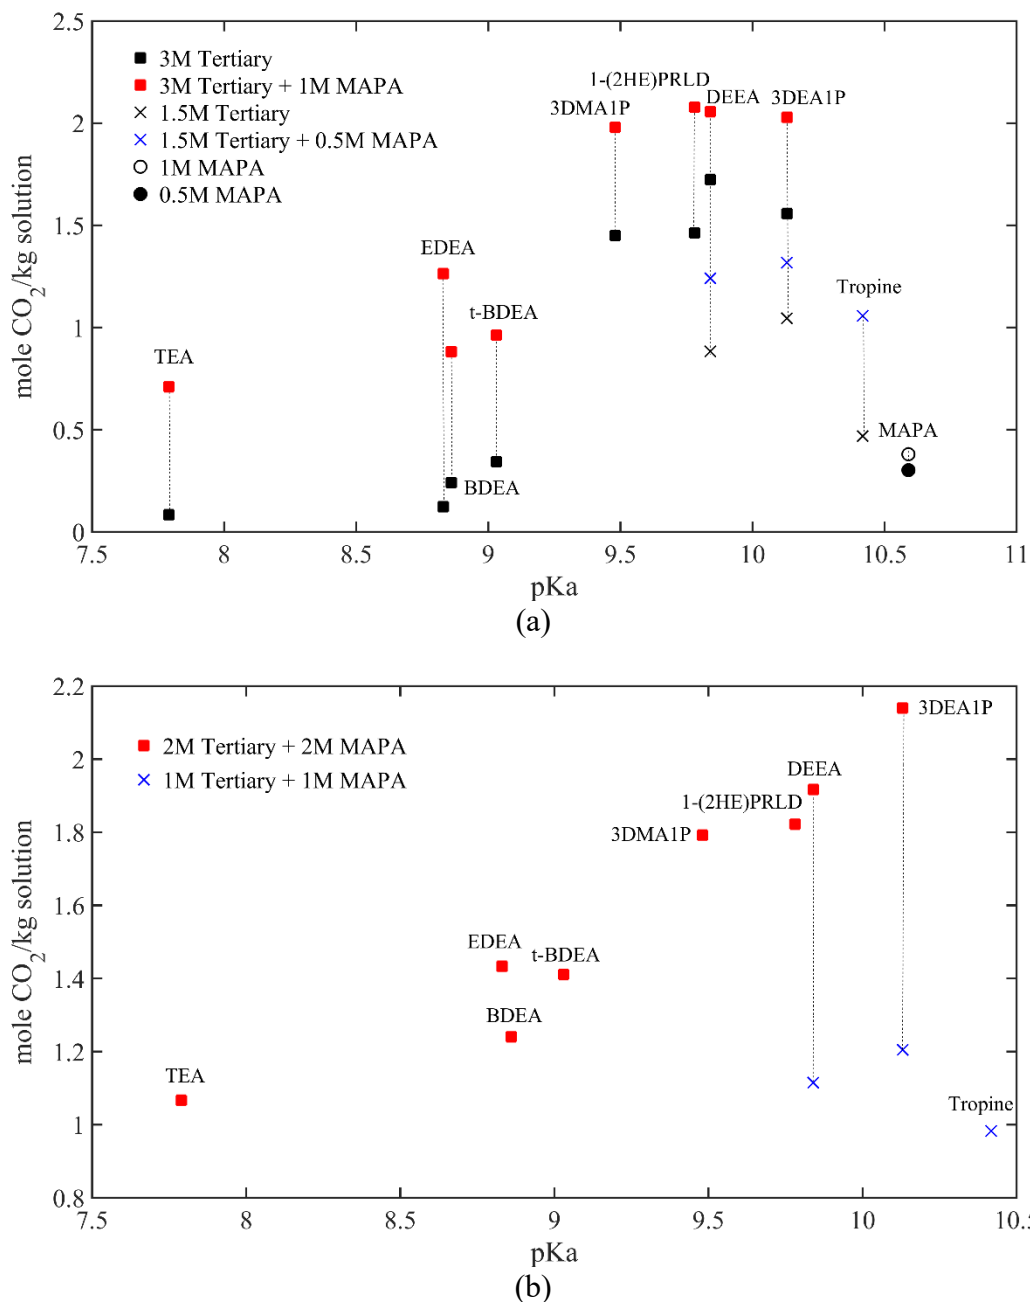 2.5
3M Tertiary
3M Tertiary + 1M MAPA
1.5M Tertiary
1.5M Tertiary + 0.5M MAPA
1M MAPA
0.5M MAPA
1-(2HE)PRLD
3DMA1P
DEEA
3DEA1P
2
1.5
EDEA
Tropine
t-BDEA
TEA
1
MAPA
BDEA
0.5
0
mole CO2/kg solution
7.5 8 8.5 9 9.5 10 10.5 11
pKa
(a)
2.2
2M Tertiary + 2M MAPA
1M Tertiary + 1M MAPA
3DEA1P
2
DEEA
1-(2HE)PRLD
3DMA1P
1.8
1.6
EDEA
t-BDEA
1.4
BDEA
1.2
TEA
Tropine
1
0.8
mole CO2/kg solution
7.5 8 8.5 9 9.5 10 10.5
pKa
(b)